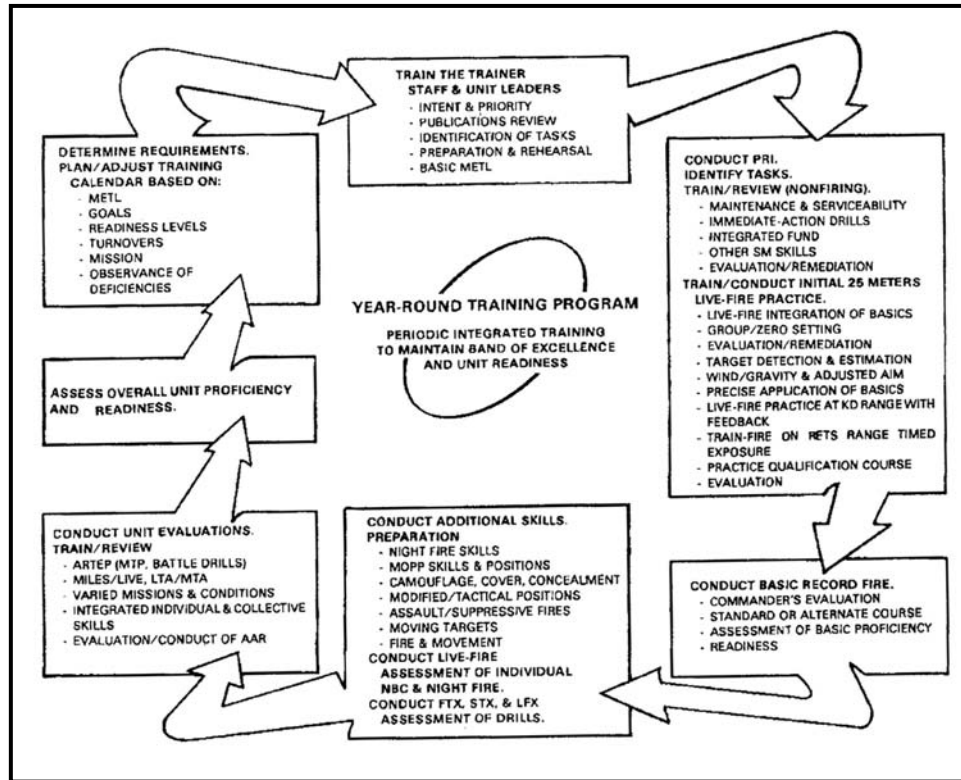 TRAIN THE TRAINER
STAFF & UNIT LEADERS
- INTENT & PRIORITY
- PUBLICATIONS REVIEW
- IDENTIFICATION OF TASKS
- PREPARATION & REHEARSAL
- BASIC METL
CONDUCT PRI.
IDENTIFY TASKS.
TRAIN/REVIEW (NONFIRING).
- MAINTENANCE & SERVICEABILITY
- IMMEDIATE-ACTION DRILLS
- INTEGRATED FUND
- OTHER SM SKILLS
- EVALUATION/REMEDIATION
TRAIN/CONDUCT INITIAL 25 METERS
LIVE-FIRE PRACTICE.
- LIVE-FIRE INTEGRATION OF BASICS
- GROUP/ZERO SETTING
- EVALUATION/REMEDIATION
- TARGET DETECTION & ESTIMATION
- WIND/GRAVITY & ADJUSTED AIM
- PRECISE APPLICATION OF BASICS
- LIVE-FIRE PRACTICE AT KD RANGE WITH
FEEDBACK
- TRAIN-FIRE ON RETS RANGE TIMED
EXPOSURE
- PRACTICE QUALIFICATION COURSE
- EVALUATION
CONDUCT BASIC RECORD FIRE.
- COMMANDER'S EVALUATION
- STANDARD OR ALTERNATE COURSE
- ASSESSMENT OF BASIC PROFICIENCY
- READINESS
CONDUCT ADDITIONAL SKILLS.
PREPARATION
- NIGHT FIRE SKILLS
- MOPP SKILLS & POSITIONS
- CAMOUFLAGE, COVER, CONCEALMENT
- MODIFIED/TACTICAL POSITIONS
- ASSAULT/SUPPRESSIVE FIRES
- MOVING TARGETS
- FIRE & MOVEMENT
CONDUCT LIVE-FIRE
ASSESSMENT OF INDIVIDUAL
NBC & NIGHT FIRE.
CONDUCT FTX, STX, & LFX
ASSESSMENT OF DRILLS.
CONDUCT UNIT EVALUATIONS.
TRAIN/REVIEW
- ARTEP (MTP, BATTLE DRILLS)
- MILES/LIVE, LTA/MTA
- VARIED MISSIONS & CONDITIONS
- INTEGRATED INDIVIDUAL & COLLECTIVE
SKILLS
- EVALUATION/CONDUCT OF AAR
ASSESS OVERALL UNIT PROFICIENCY
AND READINESS.
DETERMINE REQUIREMENTS.
PLAN/ADJUST TRAINING
CALENDAR BASED ON:
- METL
- GOALS
- READINESS LEVELS
- TURNOVERS
- MISSION
- OBSERVANCE OF
DEFICIENCIES
YEAR-ROUND TRAINING PROGRAM
PERIODIC INTEGRATED TRAINING
TO MAINTAIN BAND OF EXCELLENCE
AND UNIT READINESS